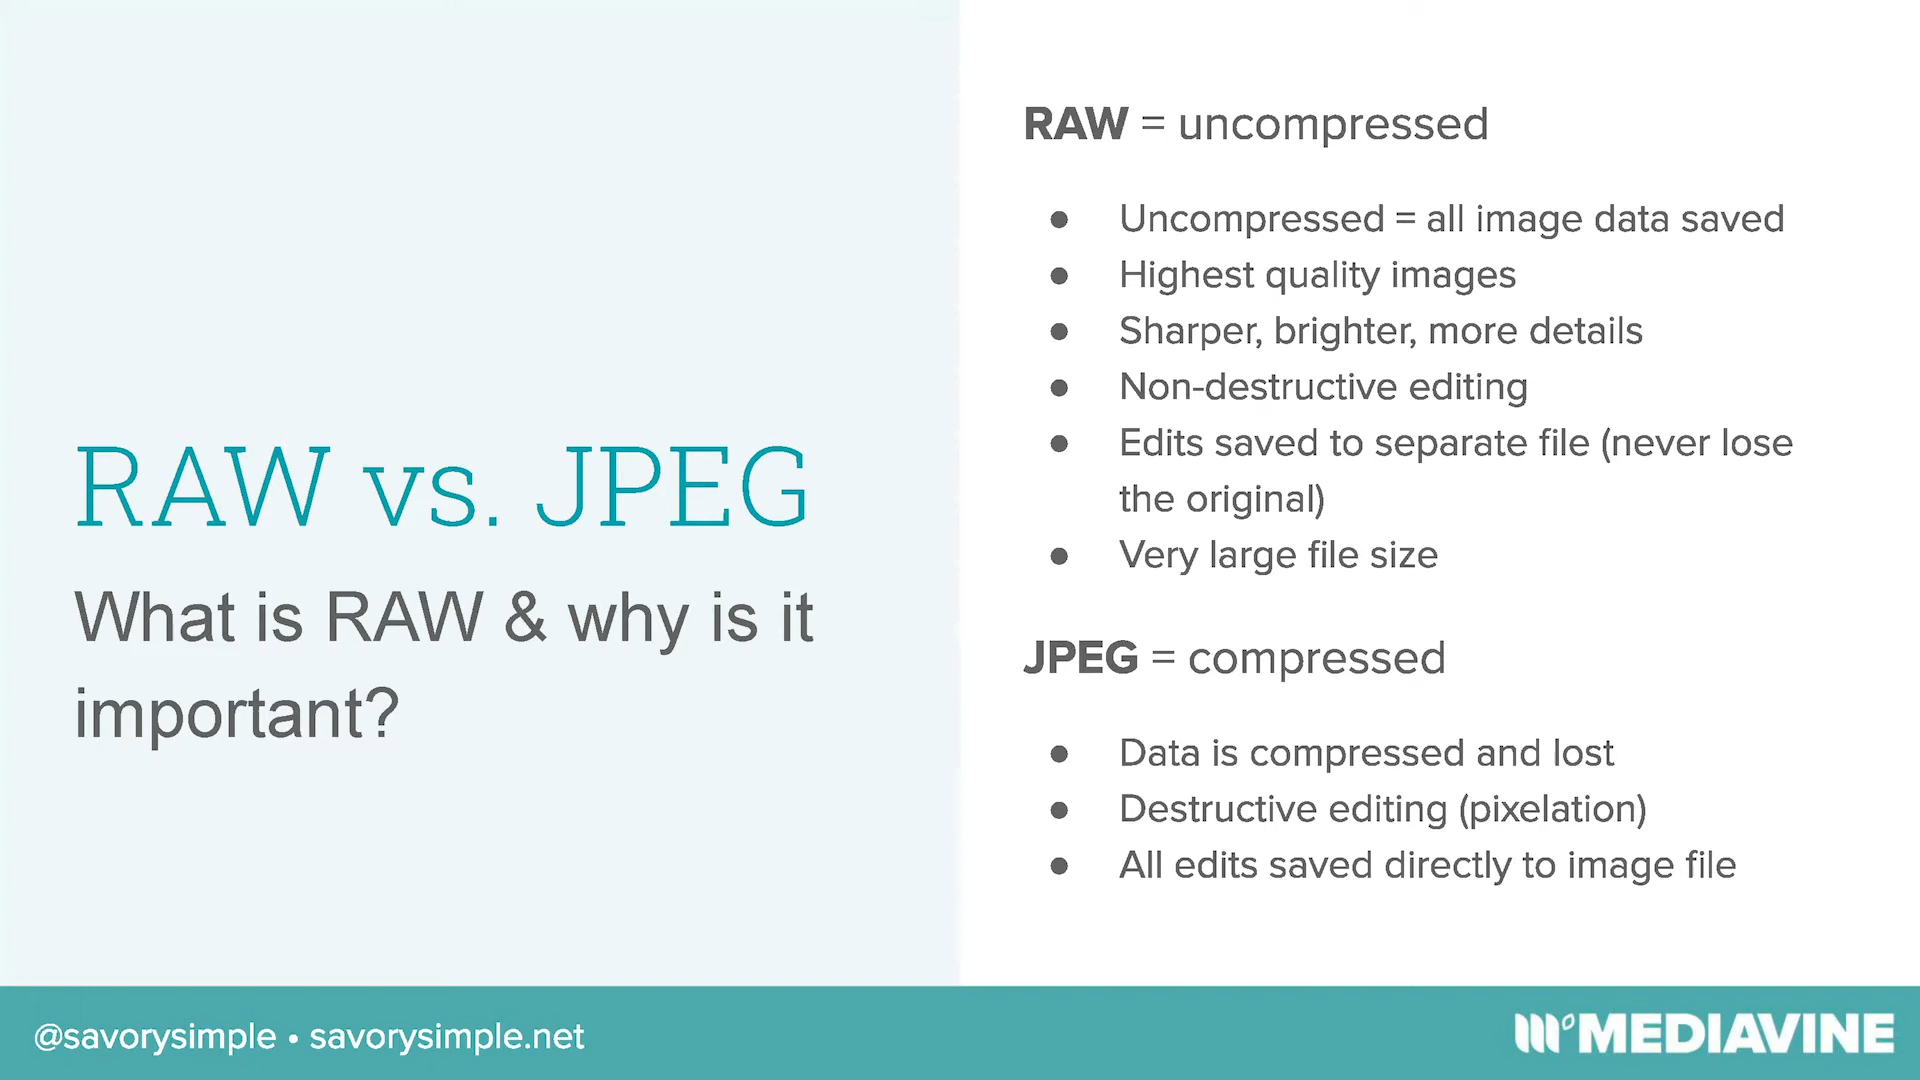 RAW vs. JPEG
What is RAW & why is it
important?
RAW = uncompressed
● Uncompressed = all image data saved
● Highest quality images
● Sharper, brighter, more details
● Non-destructive editing
● Edits saved to separate file (never lose
the original)
● Very large file size
JPEG = compressed
● Data is compressed and lost
● Destructive editing (pixelation)
● All edits saved directly to image file
@savorysimple • savorysimple.net
MEDIAVINE